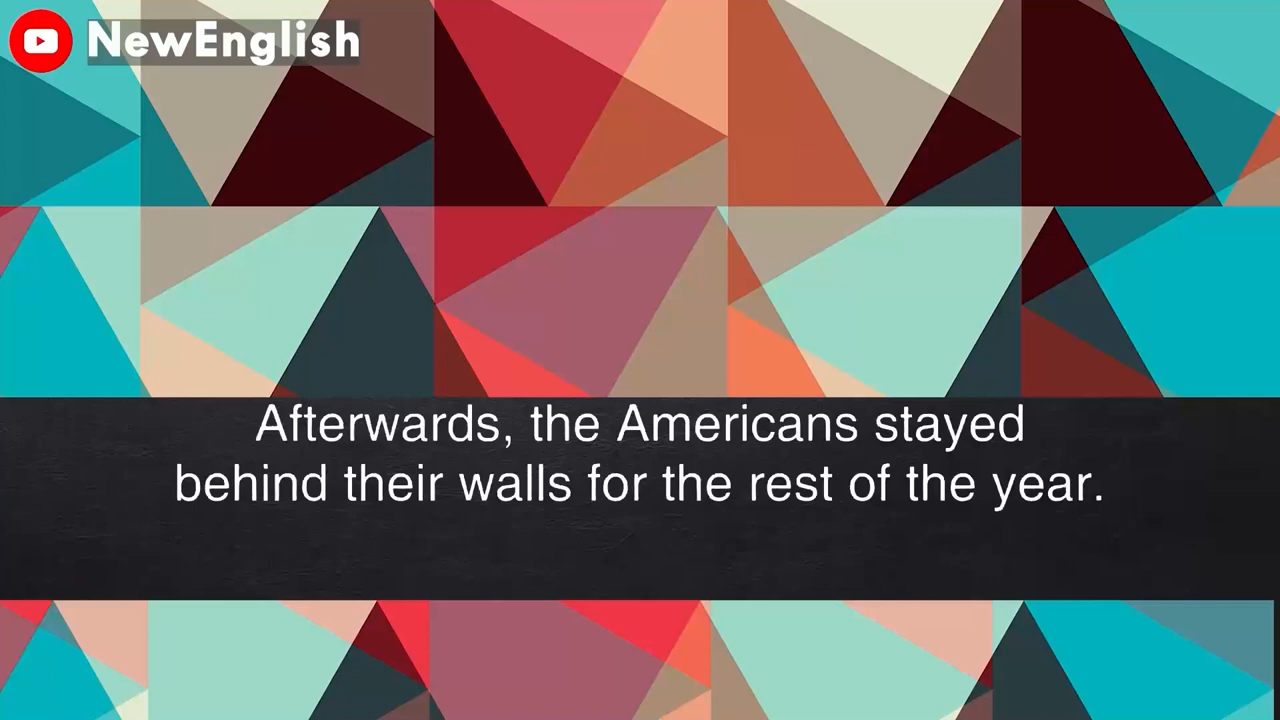 NewEnglish
Afterwards, the Americans stayed
behind their walls for the rest of the year.